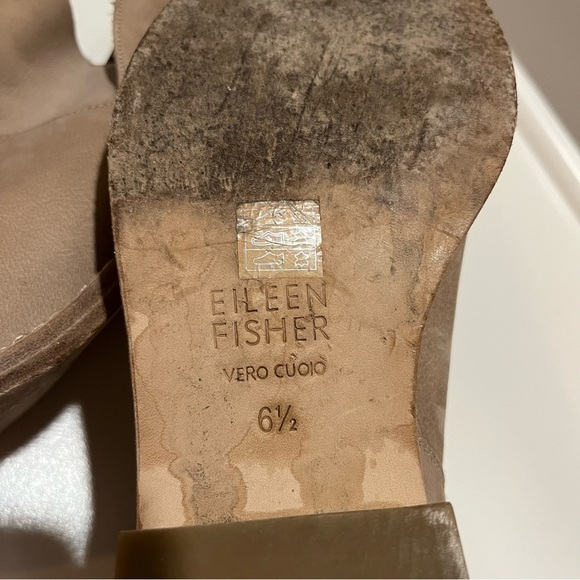 EILEEN
FISHER
VERO CUOIO
6½